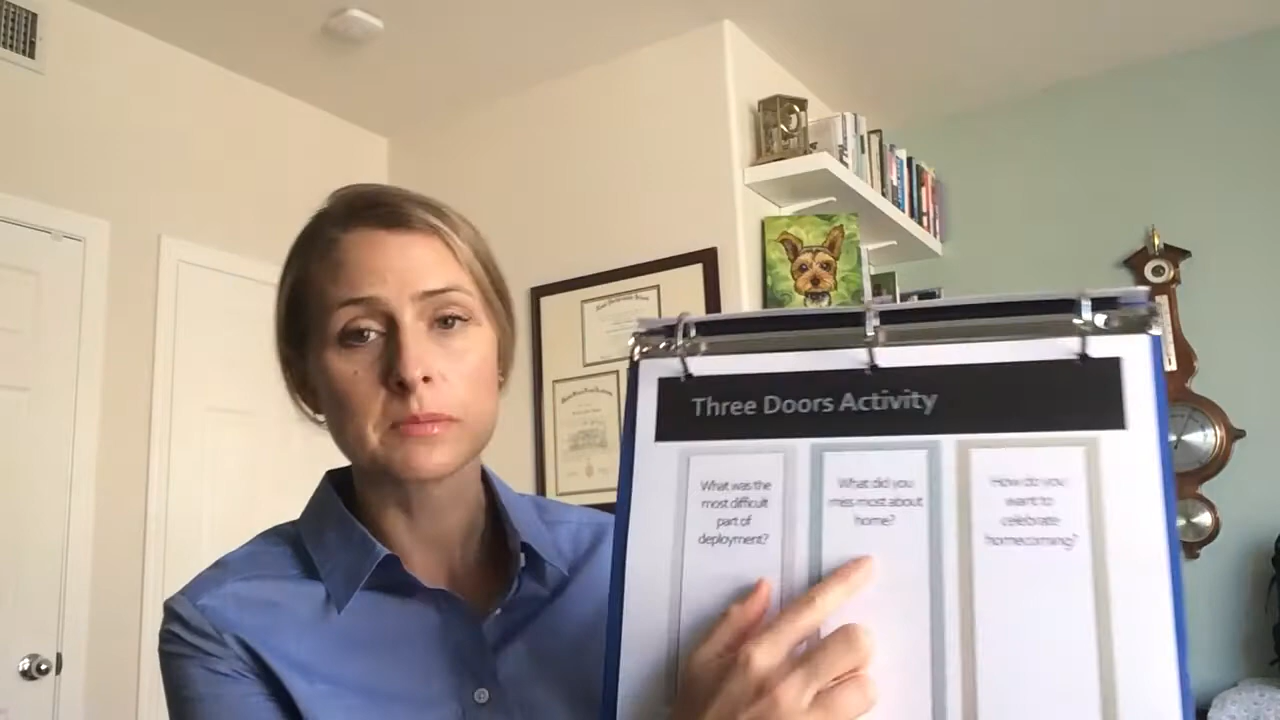 Three Doors Activity
What was the
most difficult
part of
deployment?
What did you
miss most about
home?
How do you
want to
celebrate
homecoming?